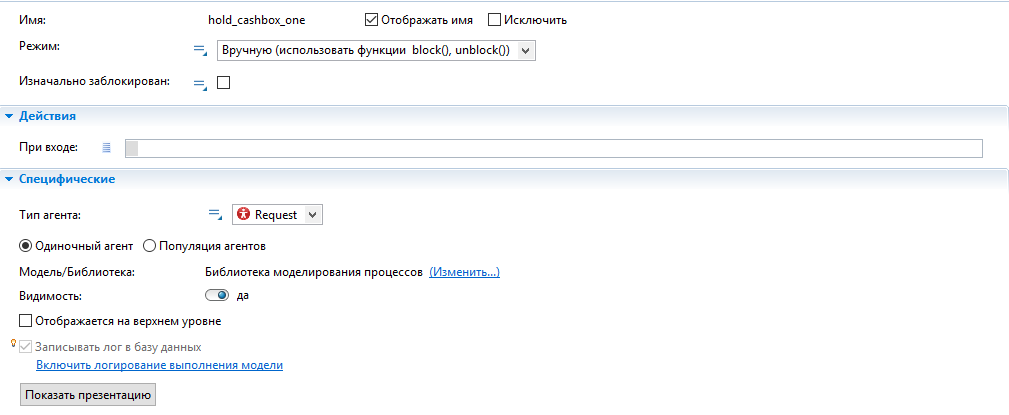 Имя: hold_cashbox_one Отображать имя Исключить
Режим: Вручную (использовать функции block(), unblock())
Изначально заблокирован:
Действия
При входе:
Специфические
Тип агента: Request
Одиночный агент Популяция агентов
Модель/Библиотека: Библиотека моделирования процессов (Изменить...)
Видимость: да
Отображается на верхнем уровне
Записывать лог в базу данных
Включить логирование выполнения модели
Показать презентацию